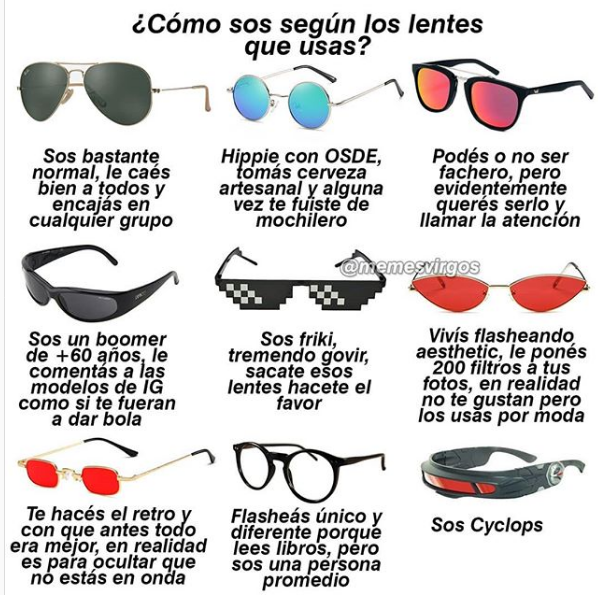 ¿Cómo sos según los lentes
que usas?
Sos bastante
normal, le caés
bien a todos y
encajás en
cualquier grupo
Hippie con OSDE,
tomás cerveza
artesanal y alguna
vez te fuiste de
mochilero
Podés o no ser
fachero, pero
evidentemente
querés serlo y
llamar la atención
@memesvirgos
Sos un boomer
de +60 años, le
comentás a las
modelos de IG
como si te fueran
a dar bola
Sos friki,
tremendo govir,
sacate esos
lentes hacete el
favor
Vivís flasheando
aesthetic, le ponés
200 filtros a tus
fotos, en realidad
no te gustan pero
los usás por moda
Te hacés el retro y
con que antes todo
era mejor, en realidad
es para ocultar que
no estás en onda
Flasheás único y
diferente porque
lees libros, pero
sos una persona
promedio
Sos Cyclops